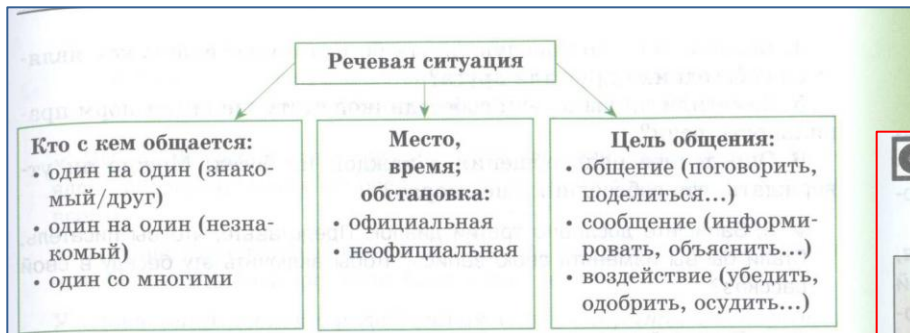 Речевая ситуация
Кто с кем общается:
• один на один (знако-
мый/друг)
• один на один (незна-
комый)
• один со многими
Место,
время;
обстановка:
• официальная
• неофициальная
Цель общения:
• общение (поговорить,
поделиться...)
• сообщение (информи-
ровать, объяснить...)
• воздействие (убедить,
одобрить, осудить...)